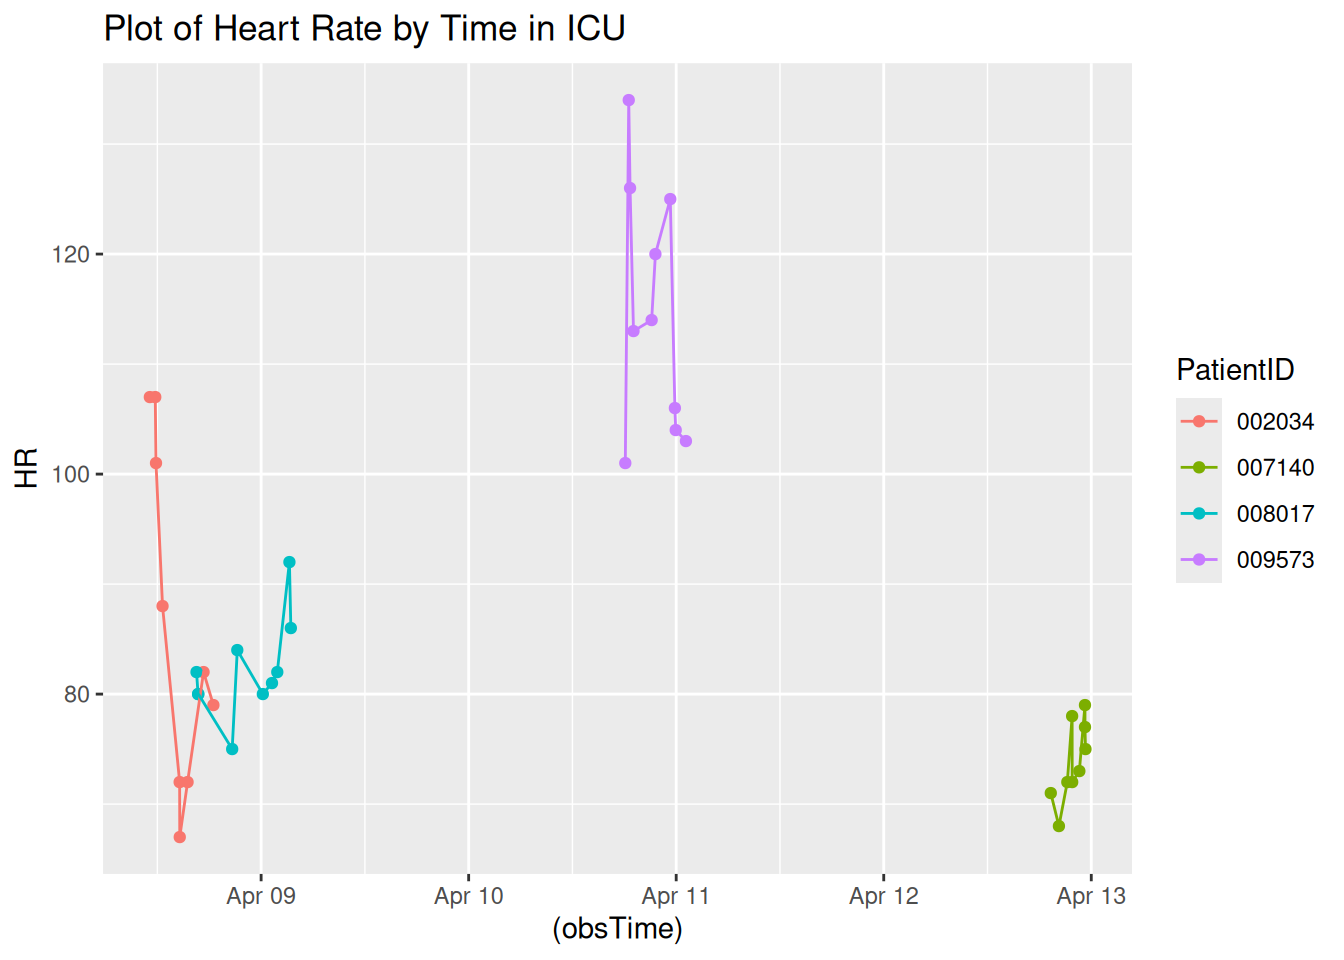 Plot of Heart Rate by Time in ICU
HR
120
100
80
Apr 09
Apr 10
Apr 11
Apr 12
Apr 13
(obsTime)
PatientID
002034
007140
008017
009573